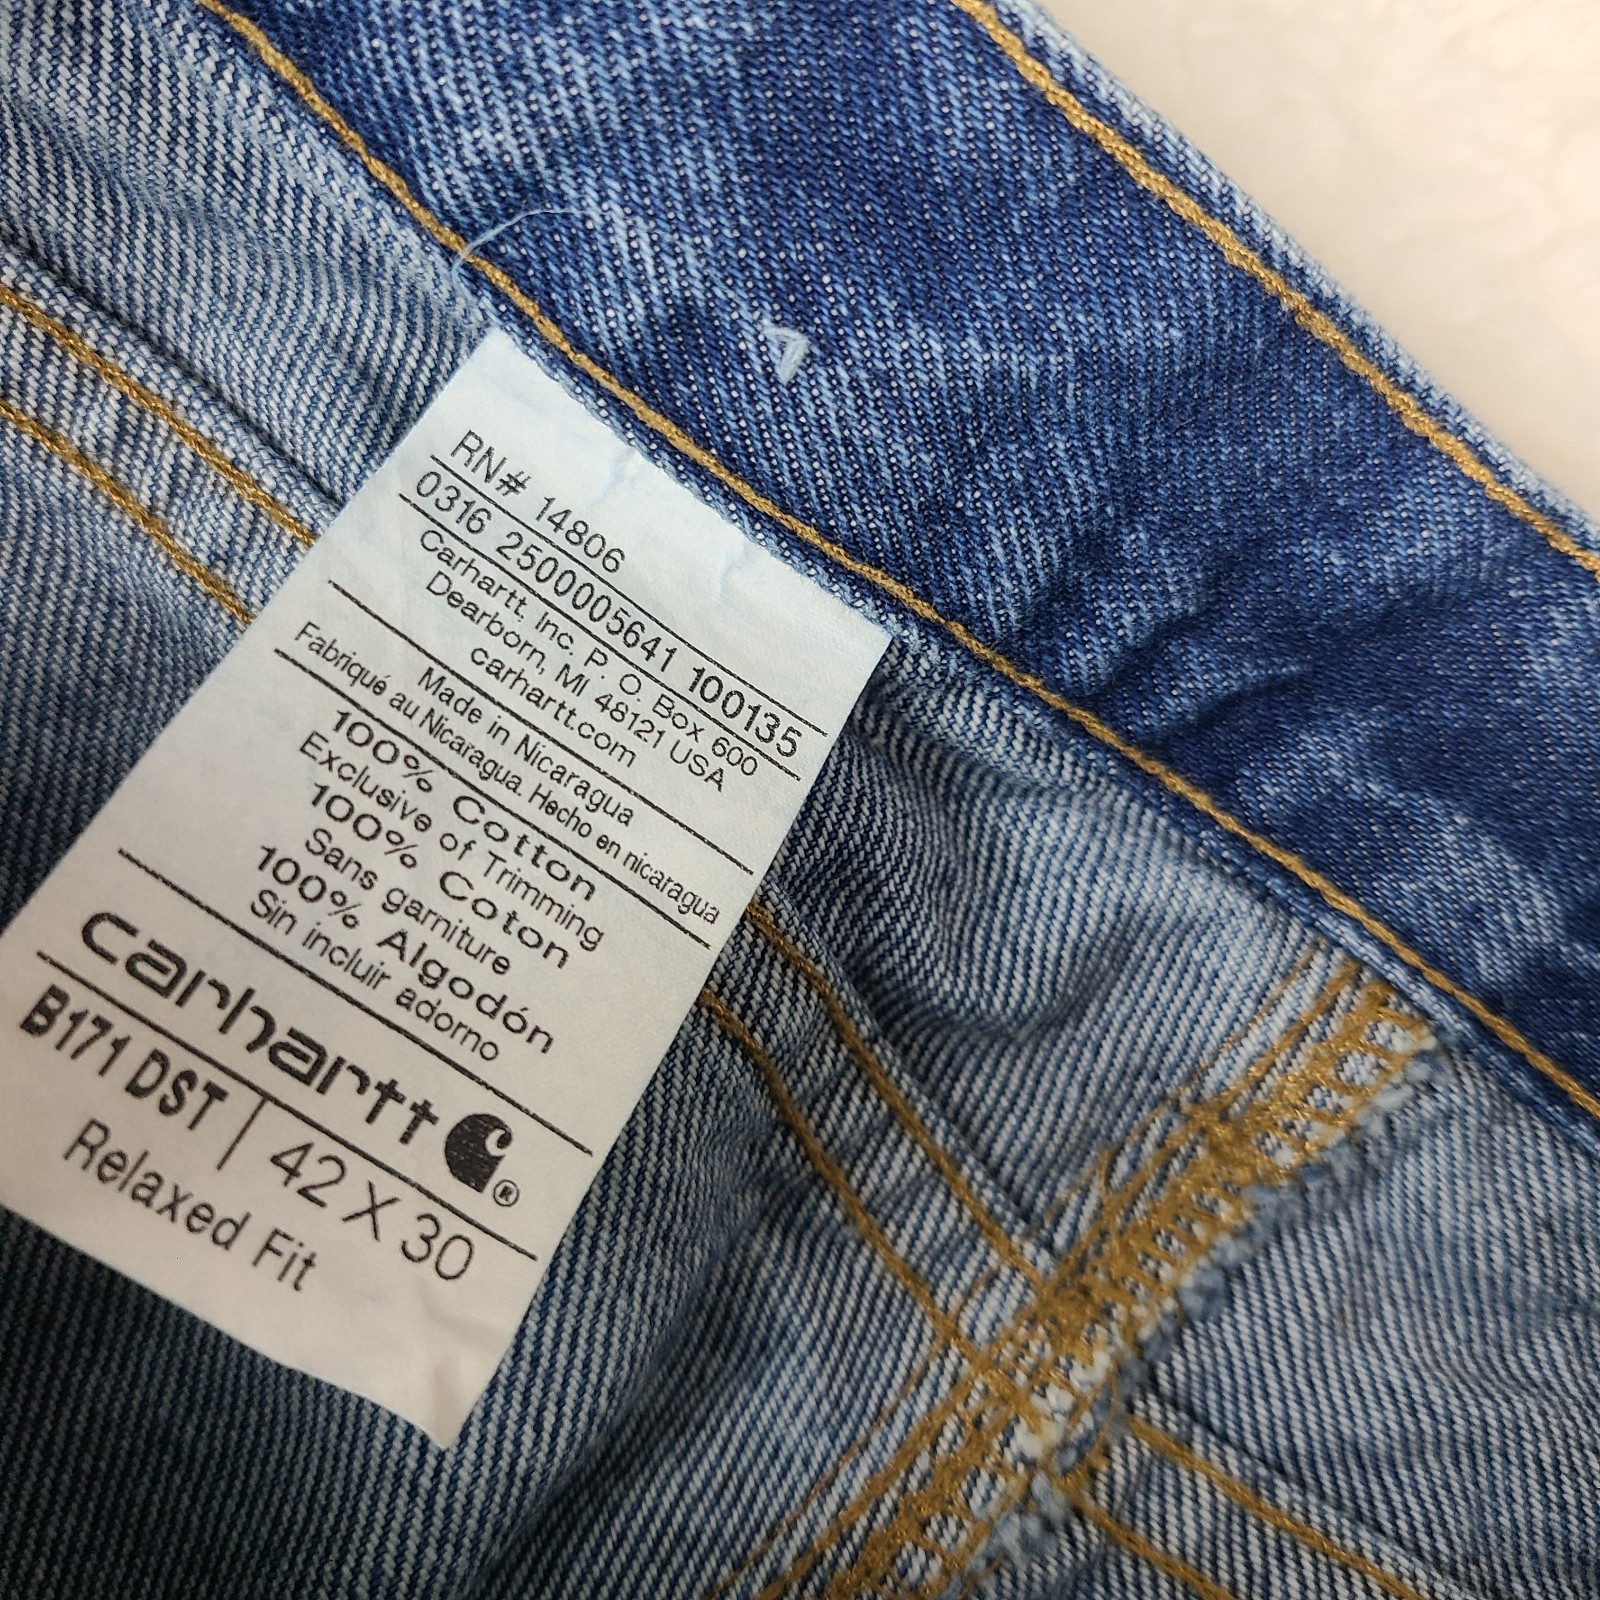 RN# 14806
0316 2500005641 100135
Carhartt, Inc. P. O. Box 600
Dearborn, MI 48121 USA
carhartt.com
Made in Nicaragua
Fabriqué au Nicaragua. Hecho en nicaragua
100% Cotton
Exclusive of Trimming
100% Coton
Sans garniture
100% Algodón
Sin incluir adorno
carhartt ®
B171 DST | 42 X 30
Relaxed Fit